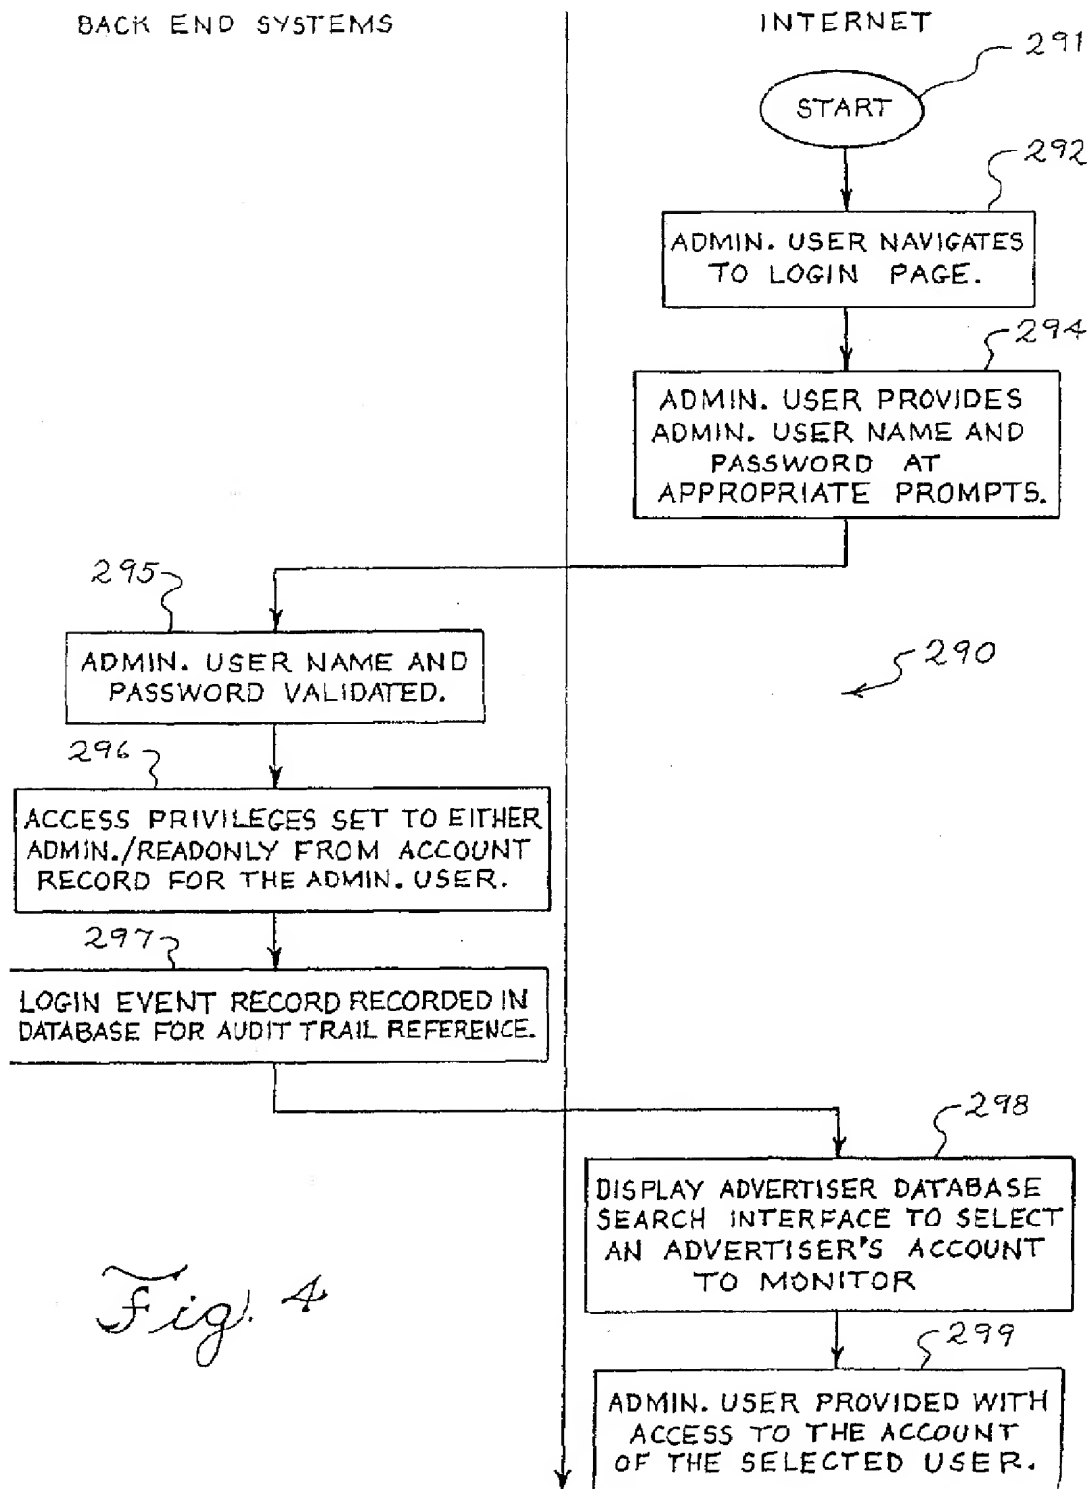 BACK END SYSTEMS
INTERNET
291
START
292
ADMIN. USER NAVIGATES
TO LOGIN PAGE.
294
ADMIN. USER PROVIDES
ADMIN. USER NAME AND
PASSWORD AT
APPROPRIATE PROMPTS.
295
ADMIN. USER NAME AND
PASSWORD VALIDATED.
290
296
ACCESS PRIVILEGES SET TO EITHER
ADMIN./READONLY FROM ACCOUNT
RECORD FOR THE ADMIN. USER.
297
LOGIN EVENT RECORD RECORDED IN
DATABASE FOR AUDIT TRAIL REFERENCE.
298
DISPLAY ADVERTISER DATABASE
SEARCH INTERFACE TO SELECT
AN ADVERTISER'S ACCOUNT
TO MONITOR
Fig. 4
299
ADMIN. USER PROVIDED WITH
ACCESS TO THE ACCOUNT
OF THE SELECTED USER.